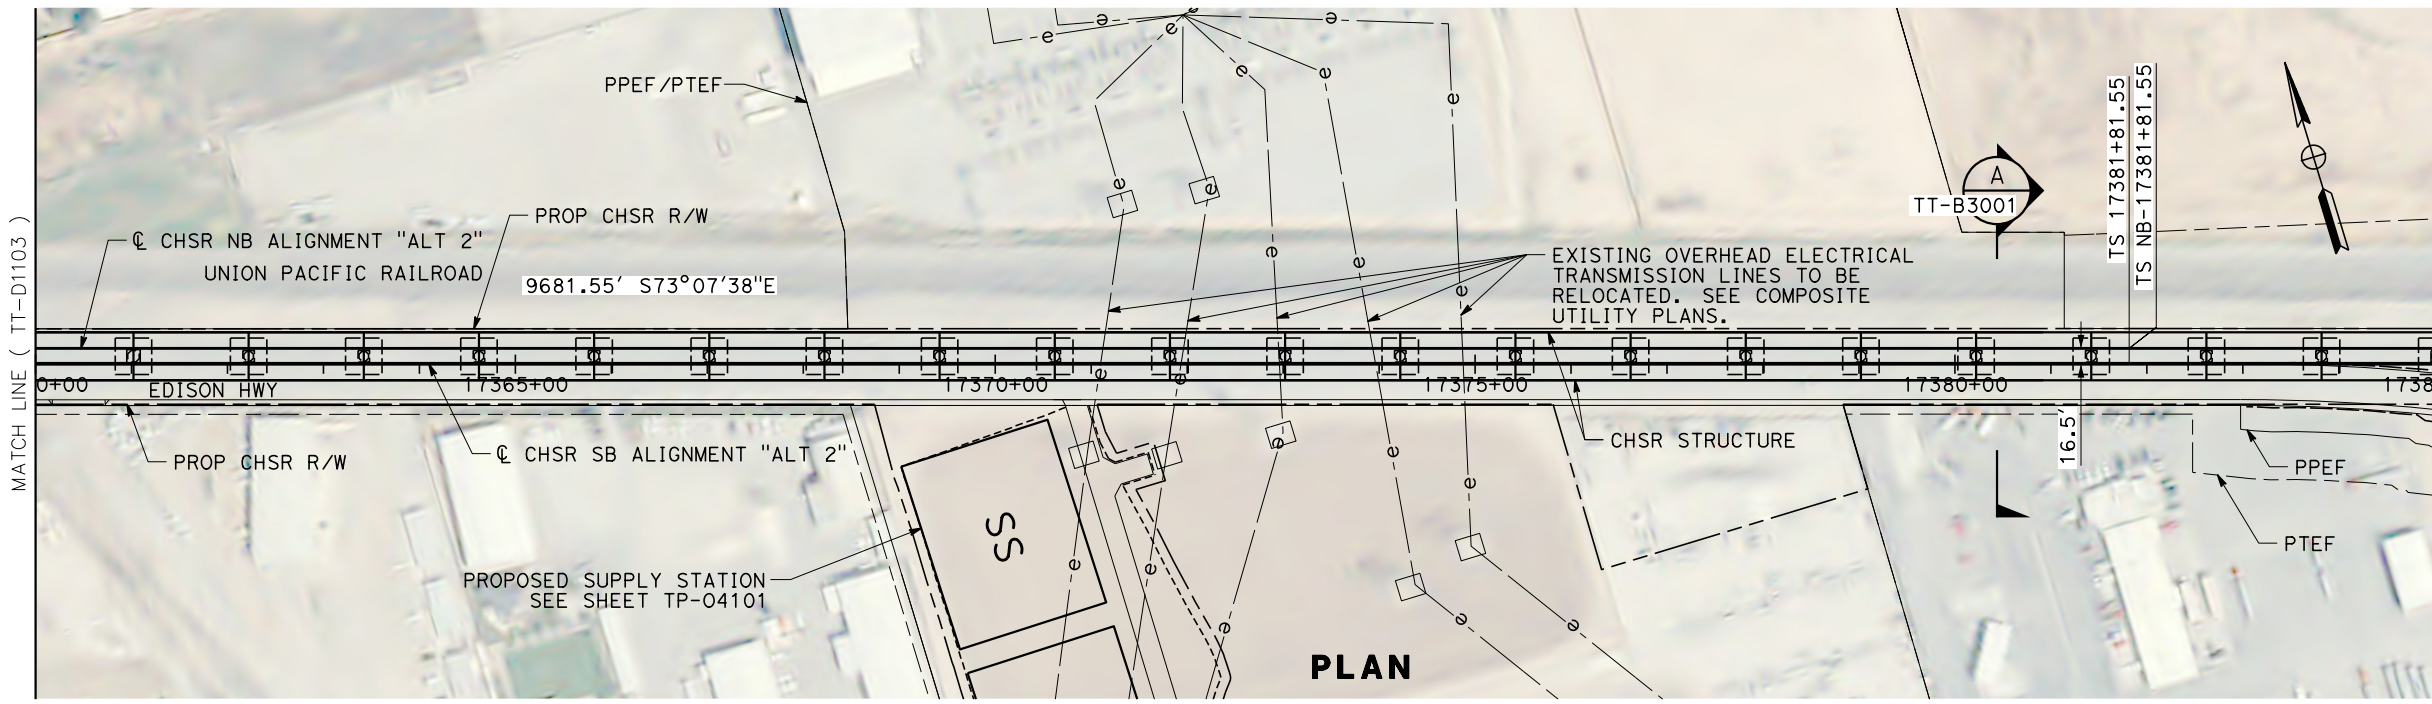 PPEF/PTEF
PROP CHSR R/W
℄ CHSR NB ALIGNMENT "ALT 2"
UNION PACIFIC RAILROAD
9681.55' S73°07'38"E
MATCH LINE ( TT-D1103 )
EXISTING OVERHEAD ELECTRICAL
TRANSMISSION LINES TO BE
RELOCATED. SEE COMPOSITE
UTILITY PLANS.
A
TT-B3001
TS 17381+81.55
TS NB-17381+81.55
0+00
EDISON HWY
17365+00
17370+00
17375+00
17380+00
1738
PROP CHSR R/W
℄ CHSR SB ALIGNMENT "ALT 2"
CHSR STRUCTURE
16.5'
PPEF
PTEF
SS
PROPOSED SUPPLY STATION
SEE SHEET TP-04101
PLAN
e e e e e e e e e e e e e e e e e e e e e e e e e e e e